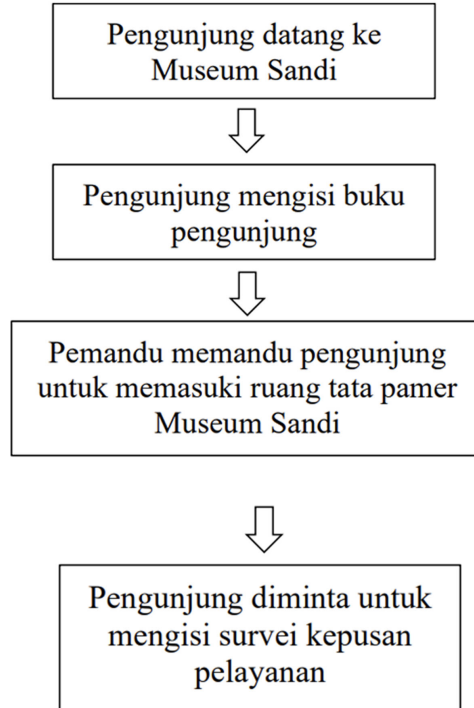 Pengunjung datang ke
Museum Sandi
Pengunjung mengisi buku
pengunjung
Pemandu memandu pengunjung
untuk memasuki ruang tata pamer
Museum Sandi
Pengunjung diminta untuk
mengisi survei kepusan
pelayanan